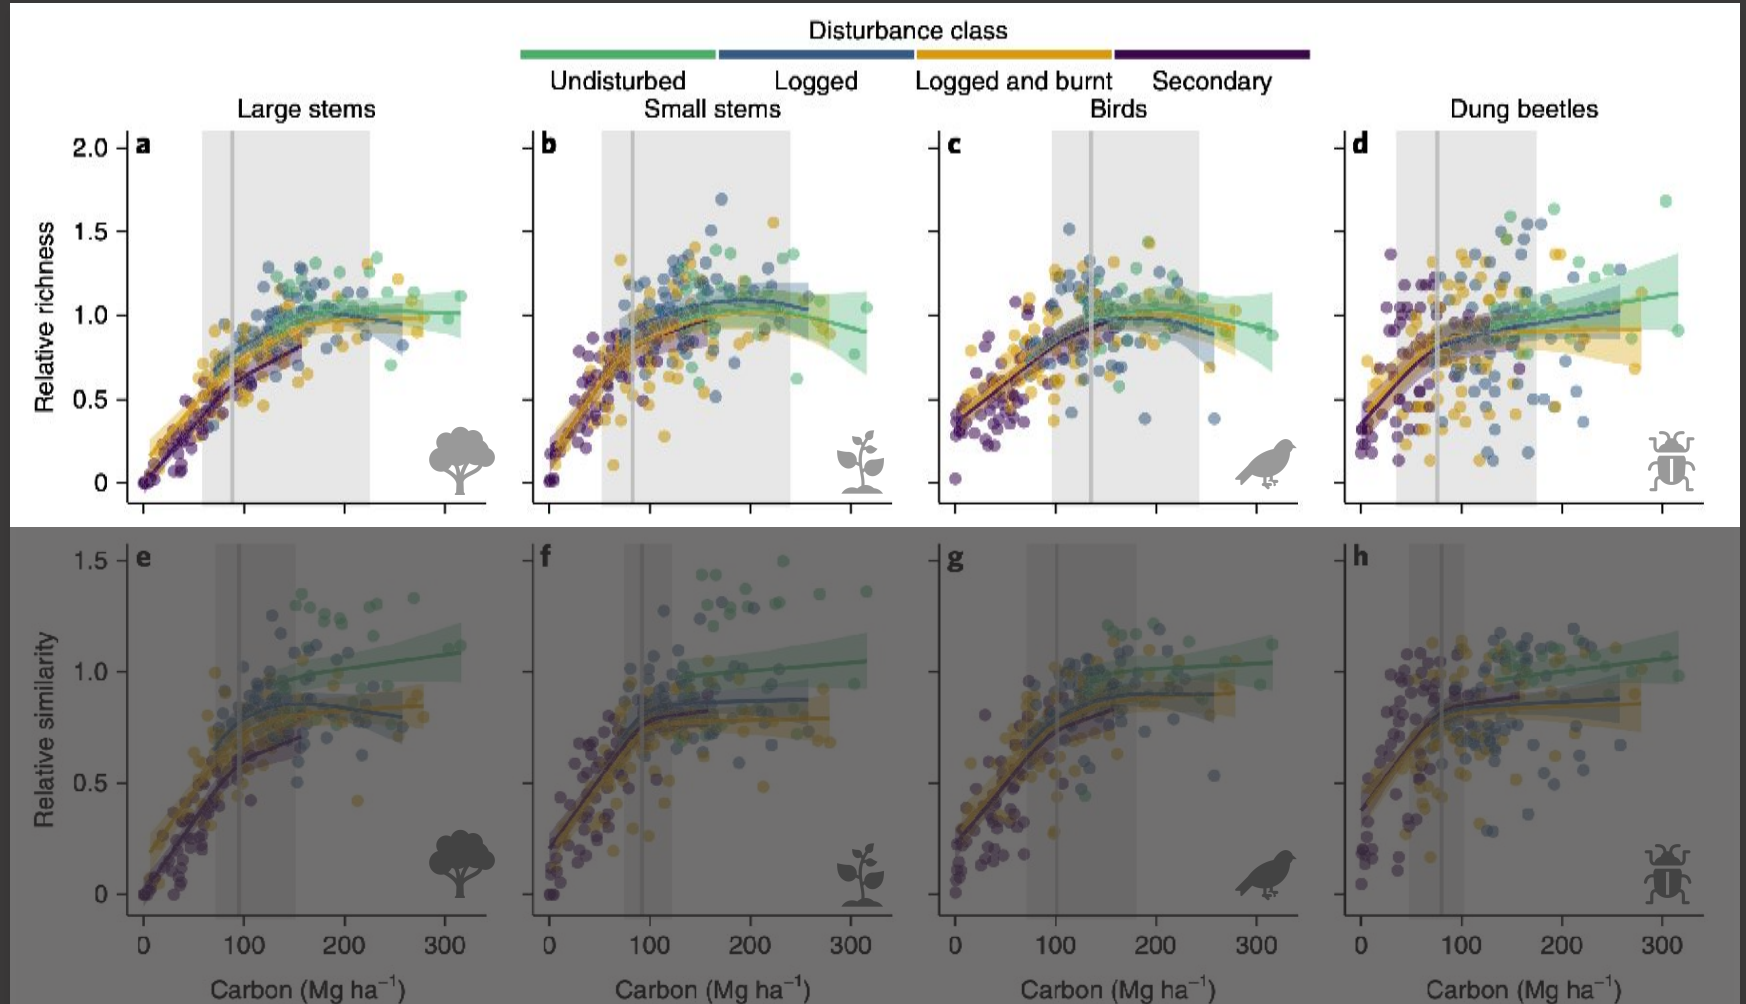 Disturbance class
Undisturbed Logged Logged and burnt Secondary
Large stems Small stems Birds Dung beetles
a b c d
Relative richness
2.0
1.5
1.0
0.5
0
e f g h
Relative similarity
1.5
1.0
0.5
0
0 100 200 300 0 100 200 300 0 100 200 300 0 100 200 300
Carbon (Mg ha⁻¹) Carbon (Mg ha⁻¹) Carbon (Mg ha⁻¹) Carbon (Mg ha⁻¹)